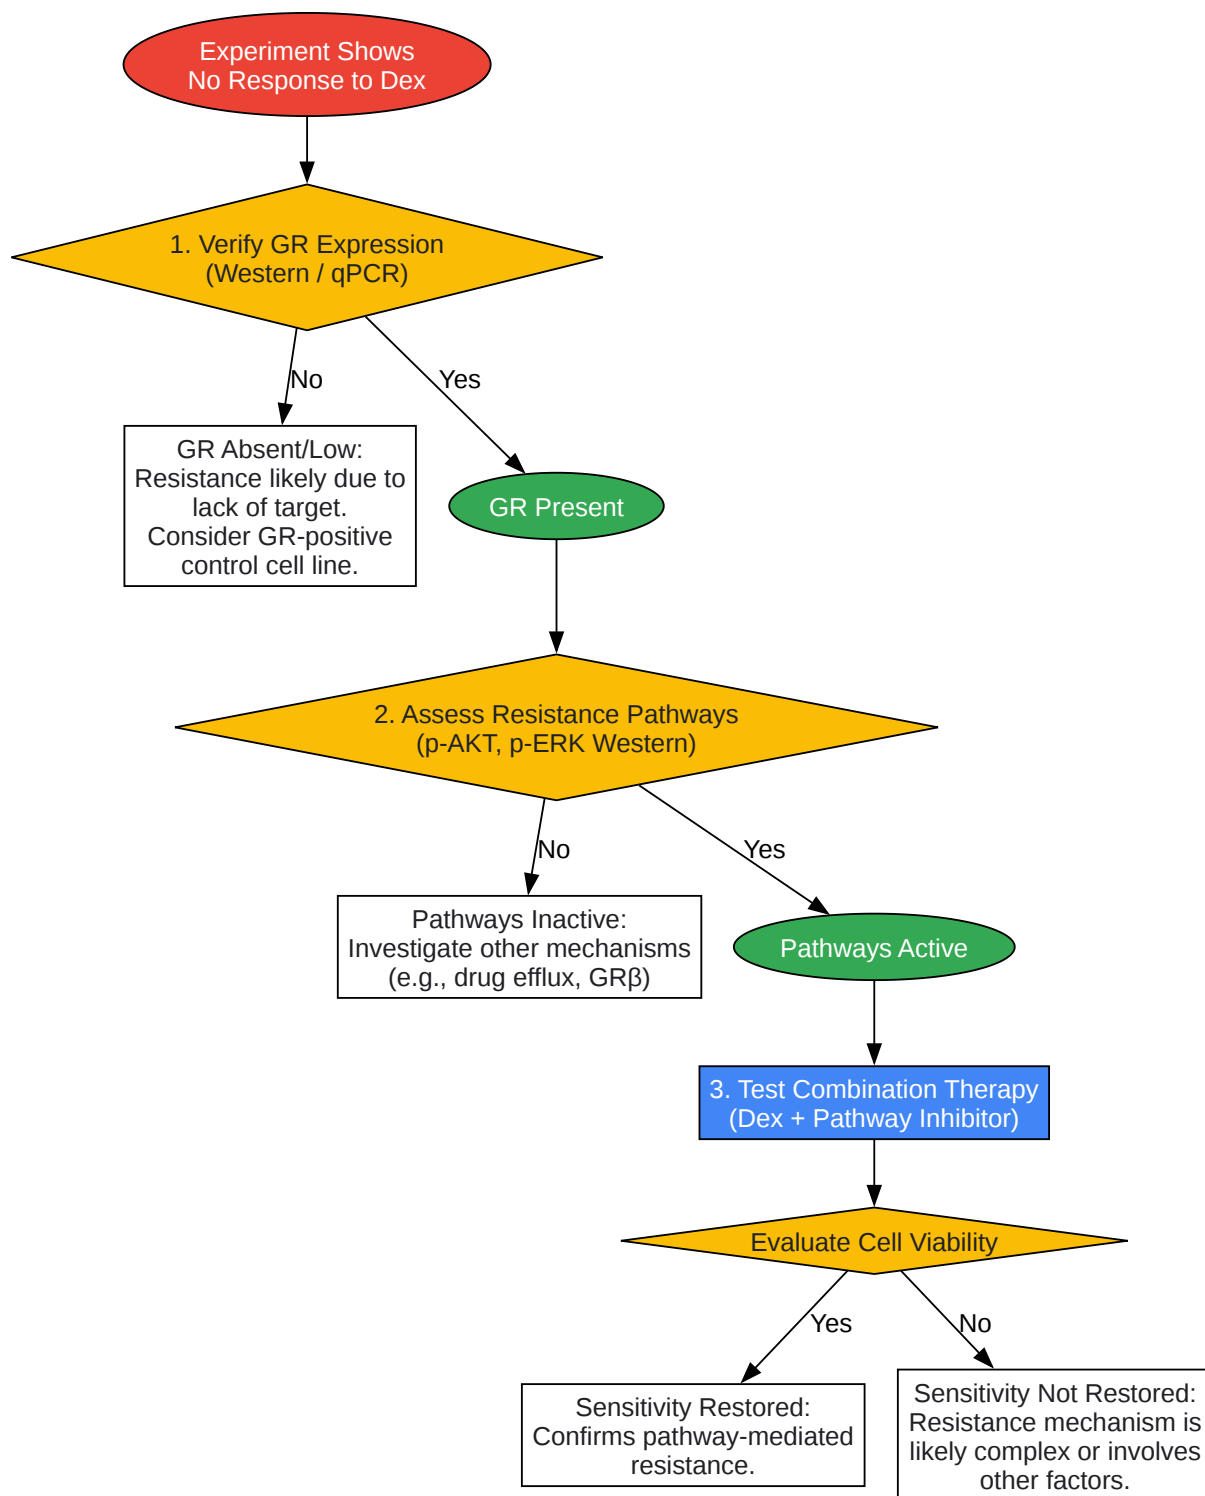 Experiment Shows
No Response to Dex
1. Verify GR Expression
(Western / qPCR)
No
Yes
GR Absent/Low:
Resistance likely due to
lack of target.
Consider GR-positive
control cell line.
GR Present
2. Assess Resistance Pathways
(p-AKT, p-ERK Western)
No
Yes
Pathways Inactive:
Investigate other mechanisms
(e.g., drug efflux, GRβ)
Pathways Active
3. Test Combination Therapy
(Dex + Pathway Inhibitor)
Evaluate Cell Viability
Yes
No
Sensitivity Restored:
Confirms pathway-mediated
resistance.
Sensitivity Not Restored:
Resistance mechanism is
likely complex or involves
other factors.